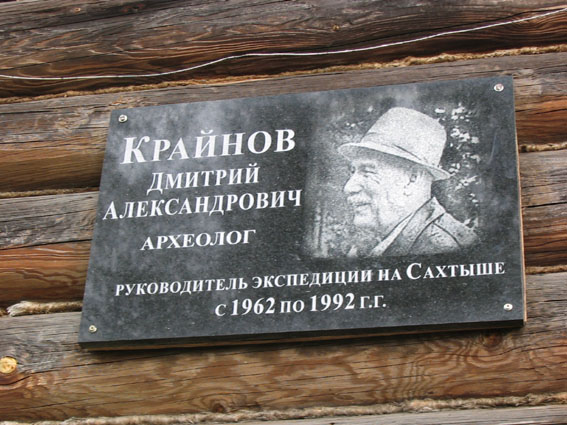 КРАЙНОВ
ДМИТРИЙ
АЛЕКСАНДРОВИЧ
АРХЕОЛОГ
РУКОВОДИТЕЛЬ ЭКСПЕДИЦИИ НА САХТЫШЕ
С 1962 ПО 1992 Г.Г.